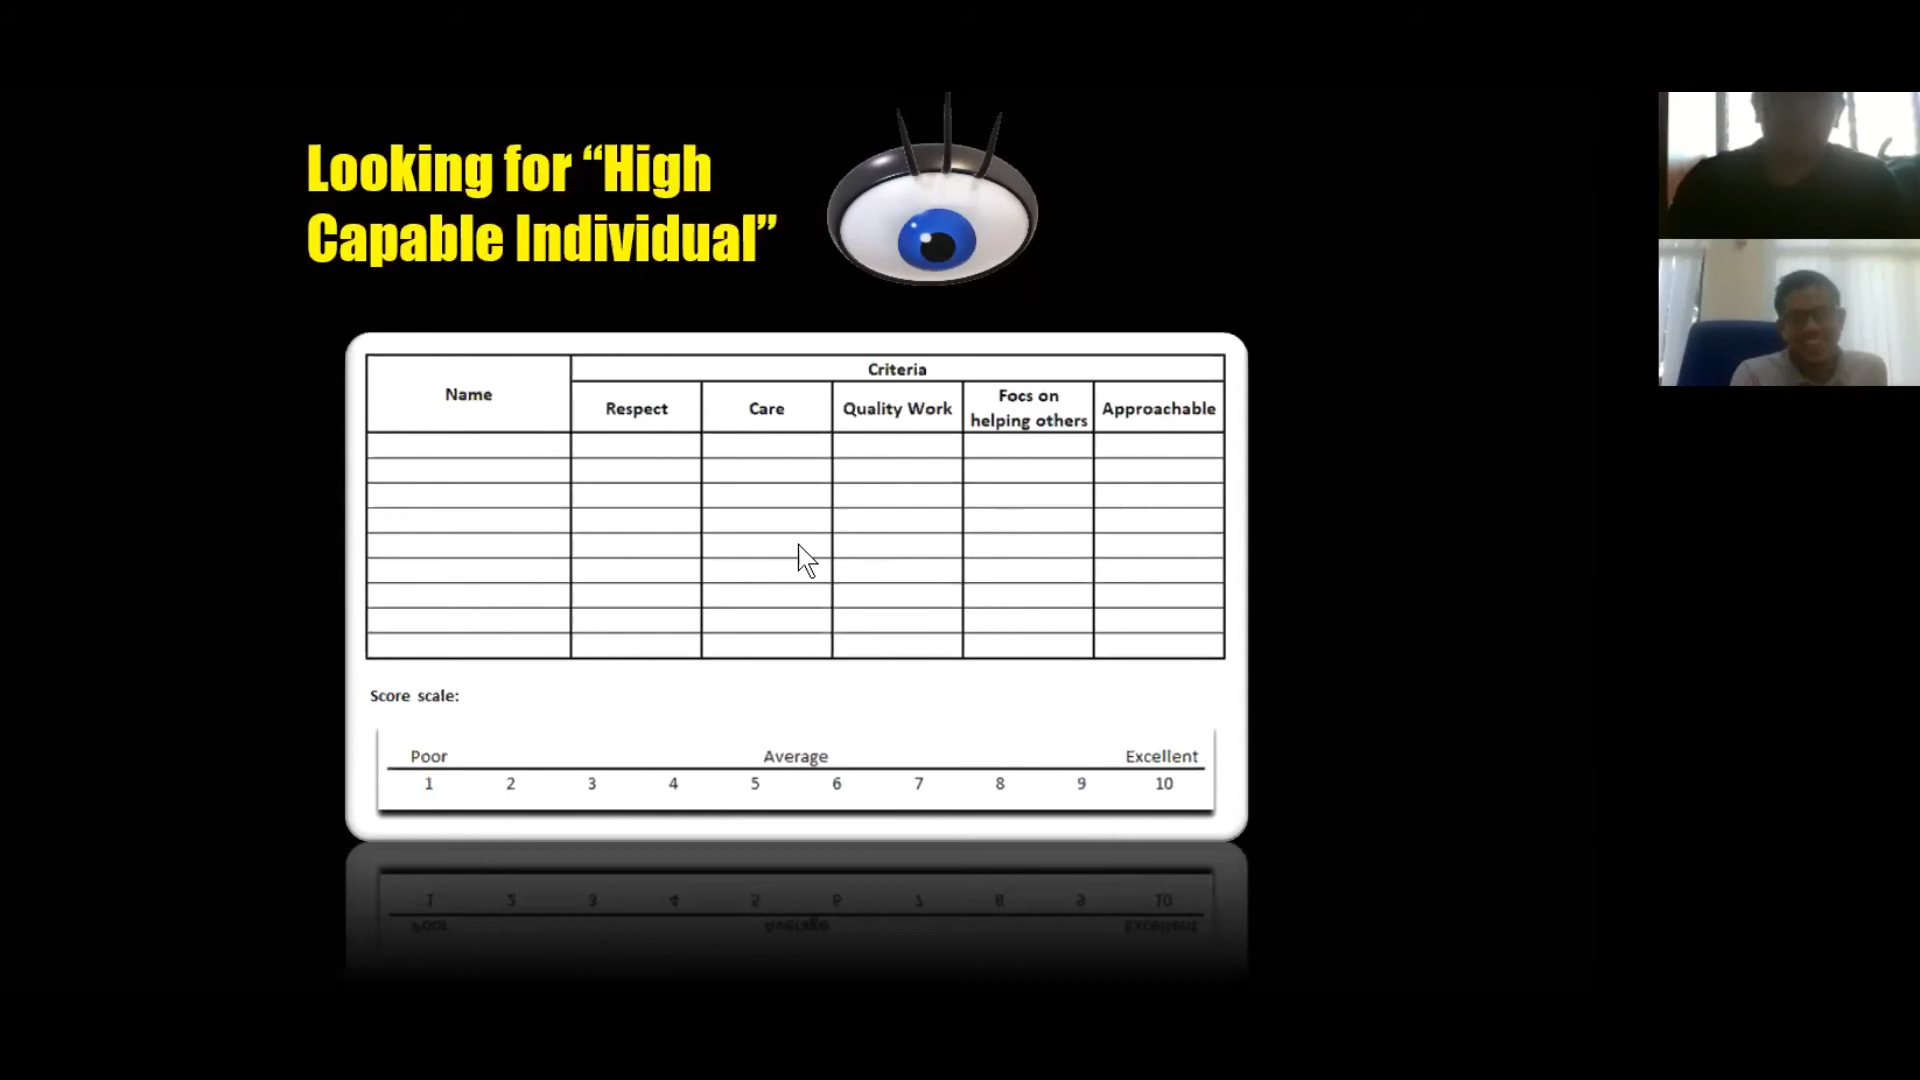 Looking for “High
Capable Individual”
Criteria
Name
Respect
Care
Quality Work
Focs on
helping others
Approachable
Score scale:
Poor
Average
Excellent
1 2 3 4 5 6 7 8 9 10